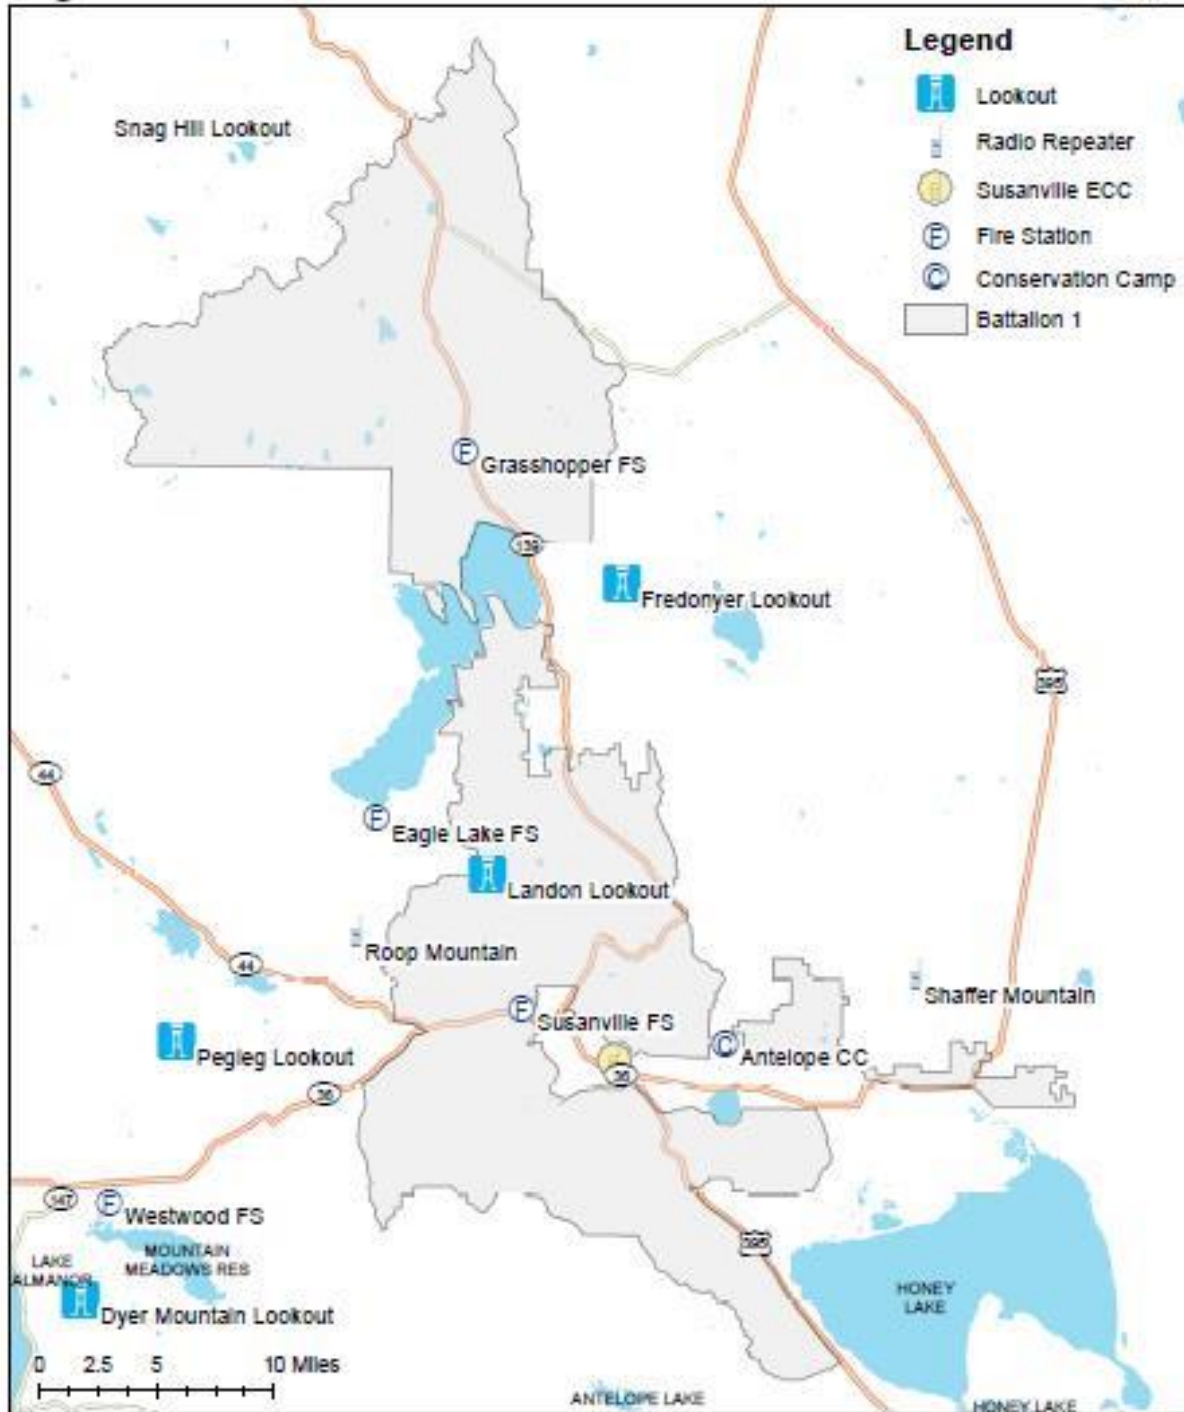 Legend
Lookout
Radio Repeater
Susanville ECC
Fire Station
Conservation Camp
Battalion 1
Snag Hill Lookout
F
Grasshopper FS
139
Fredonyer Lookout
395
44
F
Eagle Lake FS
Landon Lookout
Roop Mountain
44
Shaffer Mountain
F
Susanville FS
C
Antelope CC
Pegleg Lookout
36
36
147
F
Westwood FS
LAKE
ALMANOR
MOUNTAIN
MEADOWS RES
395
HONEY
LAKE
Dyer Mountain Lookout
0 2.5 5 10 Miles
ANTELOPE LAKE
HONEY LAKE